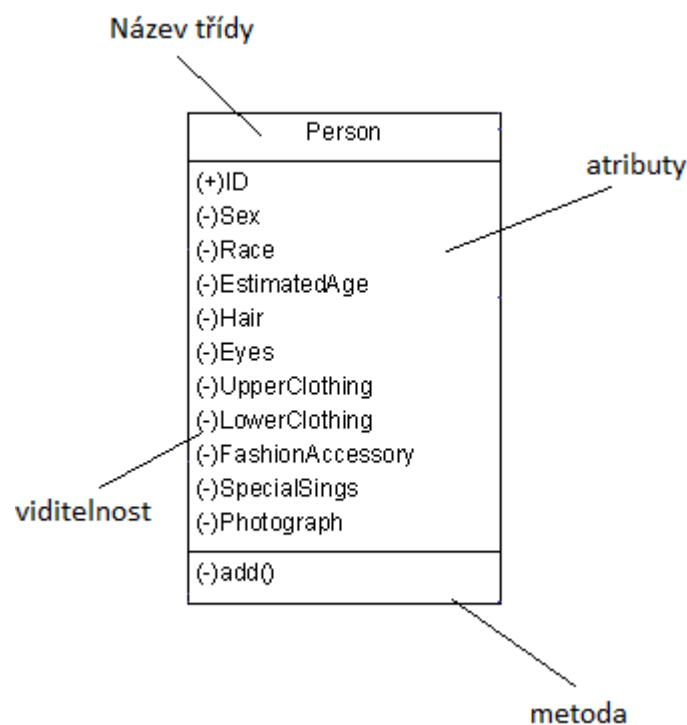 Název třídy
Person
atributy
(+)ID
(-)Sex
(-)Race
(-)EstimatedAge
(-)Hair
(-)Eyes
(-)UpperClothing
(-)LowerClothing
(-)FashionAccessory
(-)SpecialSings
(-)Photograph
viditelnost
(-)add()
metoda